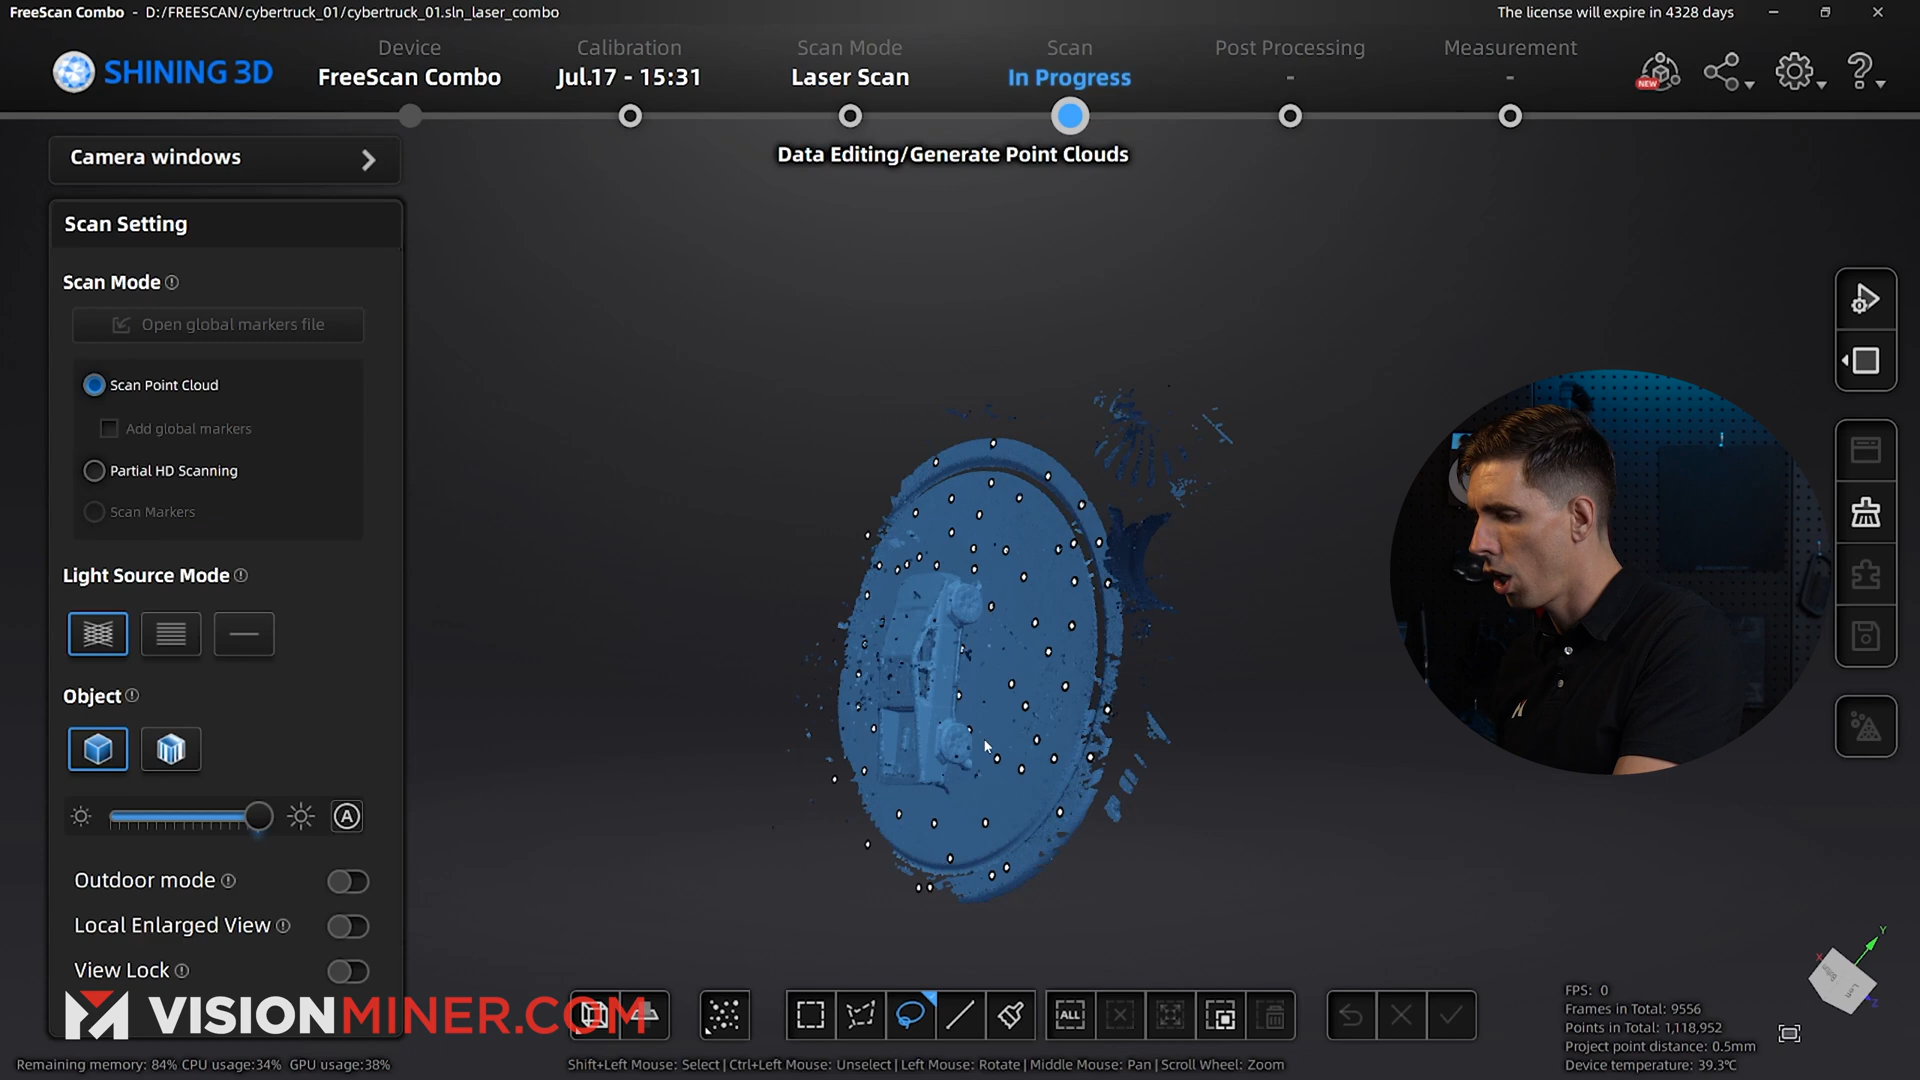 FreeScan Combo - D:/FREESCAN/cybertruck_01/cybertruck_01.sln_laser_combo
The license will expire in 4328 days
SHINING 3D
Device
FreeScan Combo
Calibration
Jul.17 - 15:31
Scan Mode
Laser Scan
Scan
In Progress
Post Processing
-
Measurement
-
NEW
Data Editing/Generate Point Clouds
Camera windows
Scan Setting
Scan Mode
Open global markers file
Scan Point Cloud
Add global markers
Partial HD Scanning
Scan Markers
Light Source Mode
Object
A
Outdoor mode
Local Enlarged View
View Lock
VISIONMINER.COM
ALL
X
Y
Z
Left
FPS: 0
Frames in Total: 9556
Points in Total: 1,118,952
Project point distance: 0.5mm
Device temperature: 39.3℃
Remaining memory: 84% CPU usage:34% GPU usage:38%
Shift+Left Mouse: Select | Ctrl+Left Mouse: Unselect | Left Mouse: Rotate | Middle Mouse: Pan | Scroll Wheel: Zoom